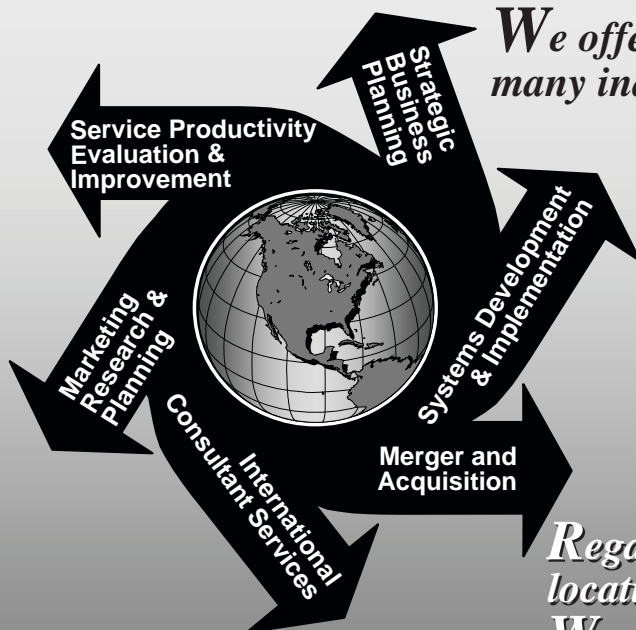 We offe
many ind
Strategic
Business
Planning
Service Productivity
Evaluation &
Improvement
Systems Development
& Implementation
Marketing
Research &
Planning
International
Consultant Services
Merger and
Acquisition
Rega
locati